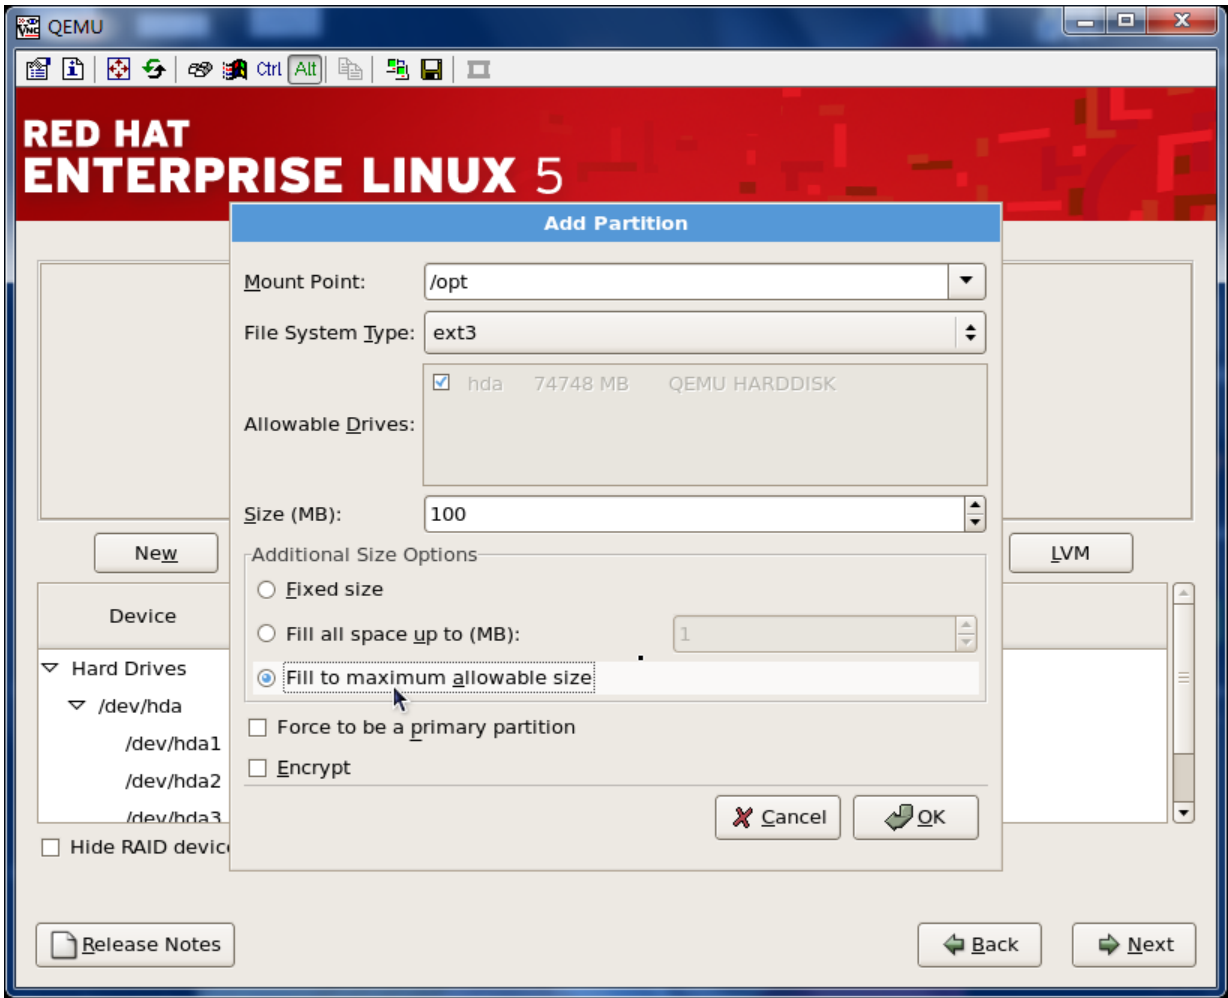 QEMU
Ctrl Alt
RED HAT
ENTERPRISE LINUX 5
Add Partition
Mount Point: /opt
File System Type: ext3
hda 74748 MB QEMU HARDDISK
Allowable Drives:
Size (MB): 100
New
LVM
Additional Size Options
Fixed size
Device
Fill all space up to (MB): 1
Hard Drives
Fill to maximum allowable size
/dev/hda
Force to be a primary partition
/dev/hda1
Encrypt
/dev/hda2
/dev/hda3
Cancel OK
Hide RAID devic
Release Notes Back Next